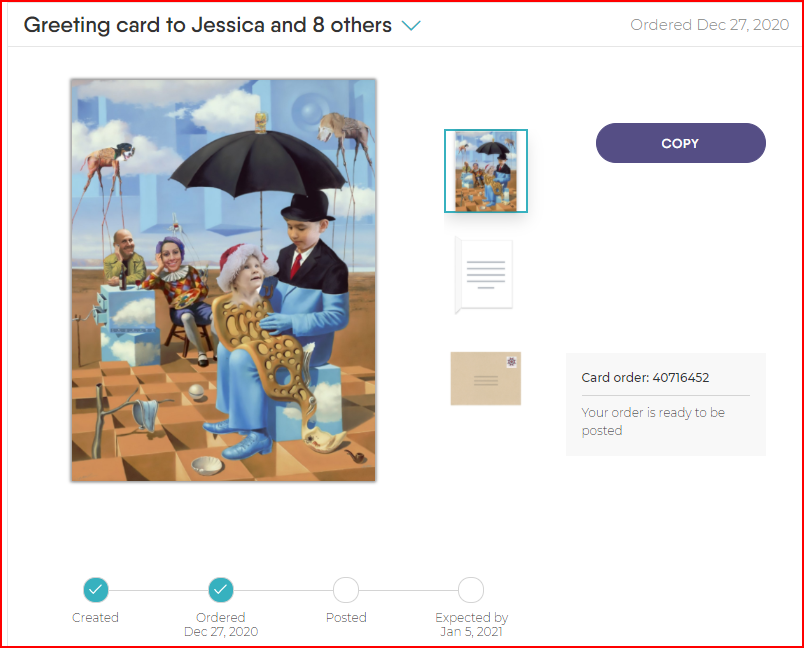 Greeting card to Jessica and 8 others
Ordered Dec 27, 2020
COPY
Card order: 40716452
Your order is ready to be
posted
Created
Ordered
Dec 27, 2020
Posted
Expected by
Jan 5, 2021